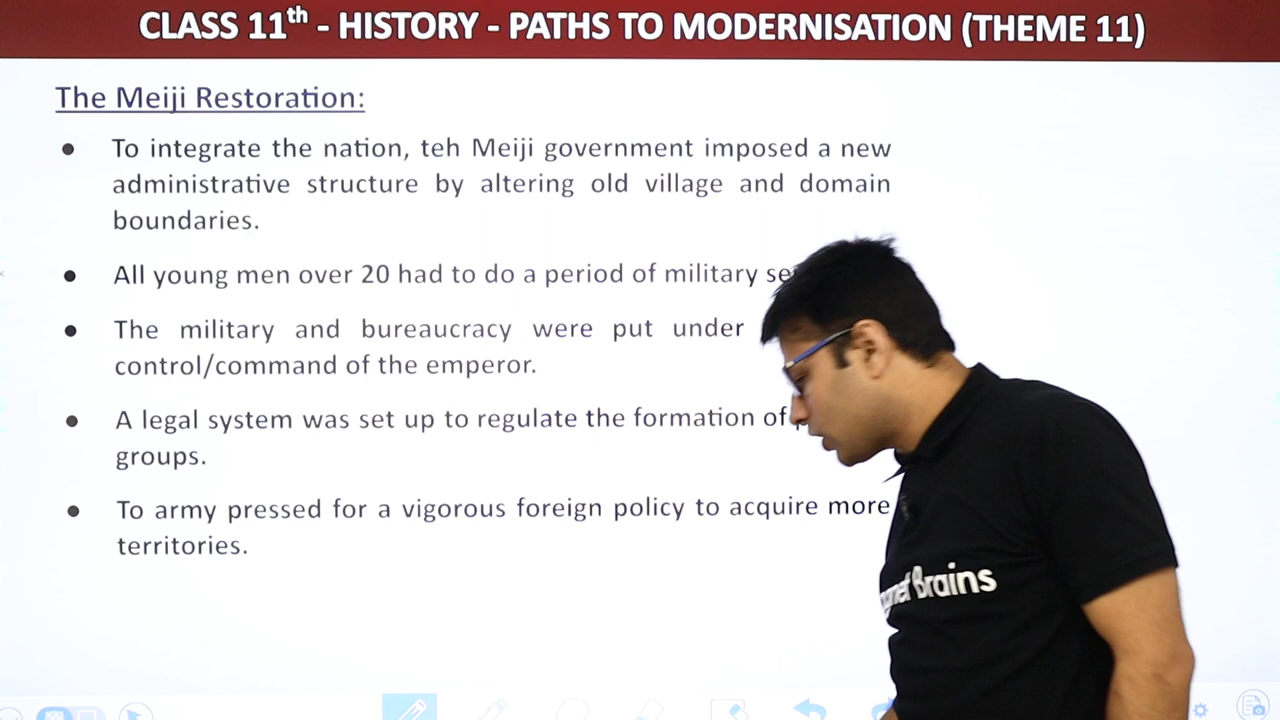 CLASS 11th - HISTORY - PATHS TO MODERNISATION (THEME 11)
The Meiji Restoration:
● To integrate the nation, teh Meiji government imposed a new
administrative structure by altering old village and domain
boundaries.
● All young men over 20 had to do a period of military
● The military and bureaucracy were put under
control/command of the emperor.
● A legal system was set up to regulate the formation of
groups.
● To army pressed for a vigorous foreign policy to acquire more
territories.
Brains